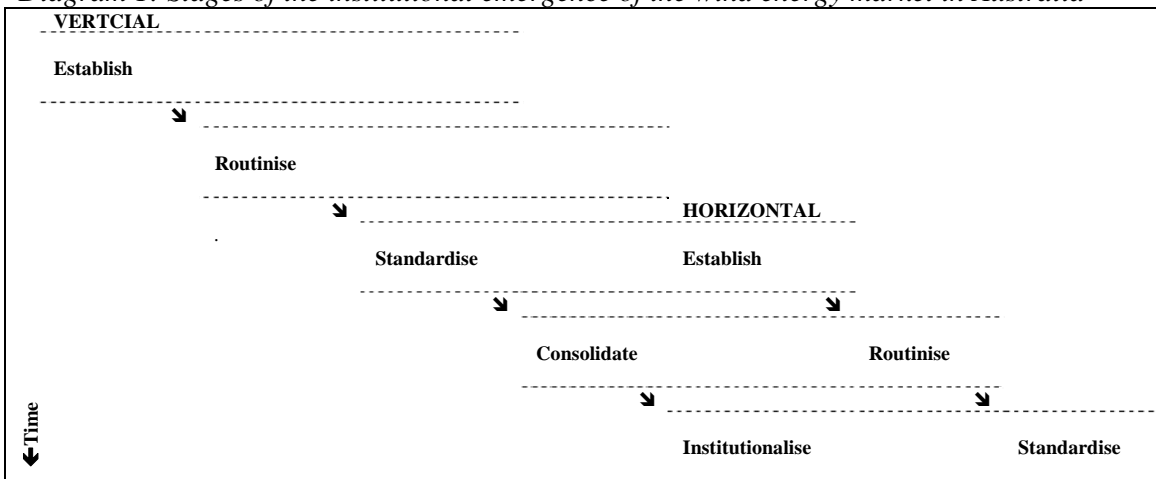 Diagram 1: Stages of the institutional emergence of the wind energy market in Australia
VERTCIAL
Establish
Routinise
HORIZONTAL
Standardise Establish
Consolidate Routinise
←Time
Institutionalise Standardise